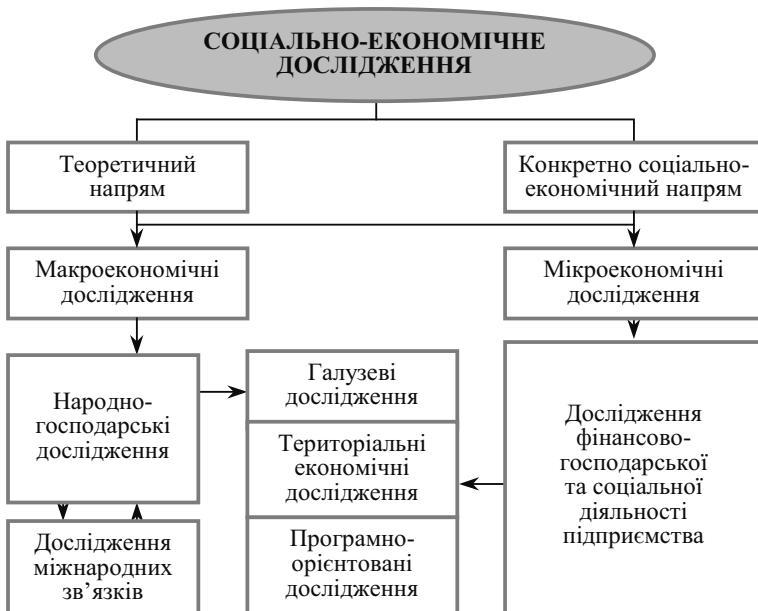 СОЦІАЛЬНО-ЕКОНОМІЧНЕ
ДОСЛІДЖЕННЯ
Теоретичний
напрям
Конкретно соціально-
економічний напрям
Макроекономічні
дослідження
Мікроекономічні
дослідження
Народно-
господарські
дослідження
Галузеві
дослідження
Територіальні
економічні
дослідження
Програмно-
орієнтовані
дослідження
Дослідження
фінансово-
господарської
та соціальної
діяльності
підприємства
Дослідження
міжнародних
зв’язків